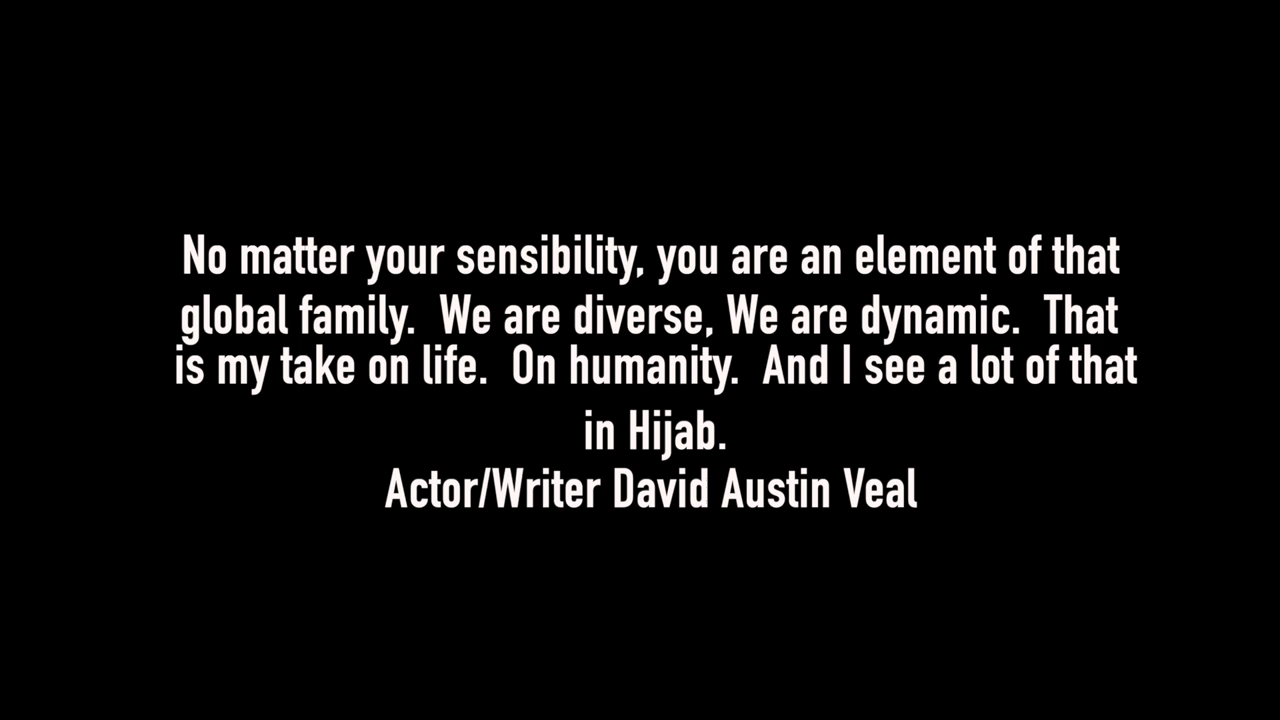 No matter your sensibility, you are an element of that
global family.  We are diverse, We are dynamic.  That
is my take on life.  On humanity.  And I see a lot of that
in Hijab.
Actor/Writer David Austin Veal